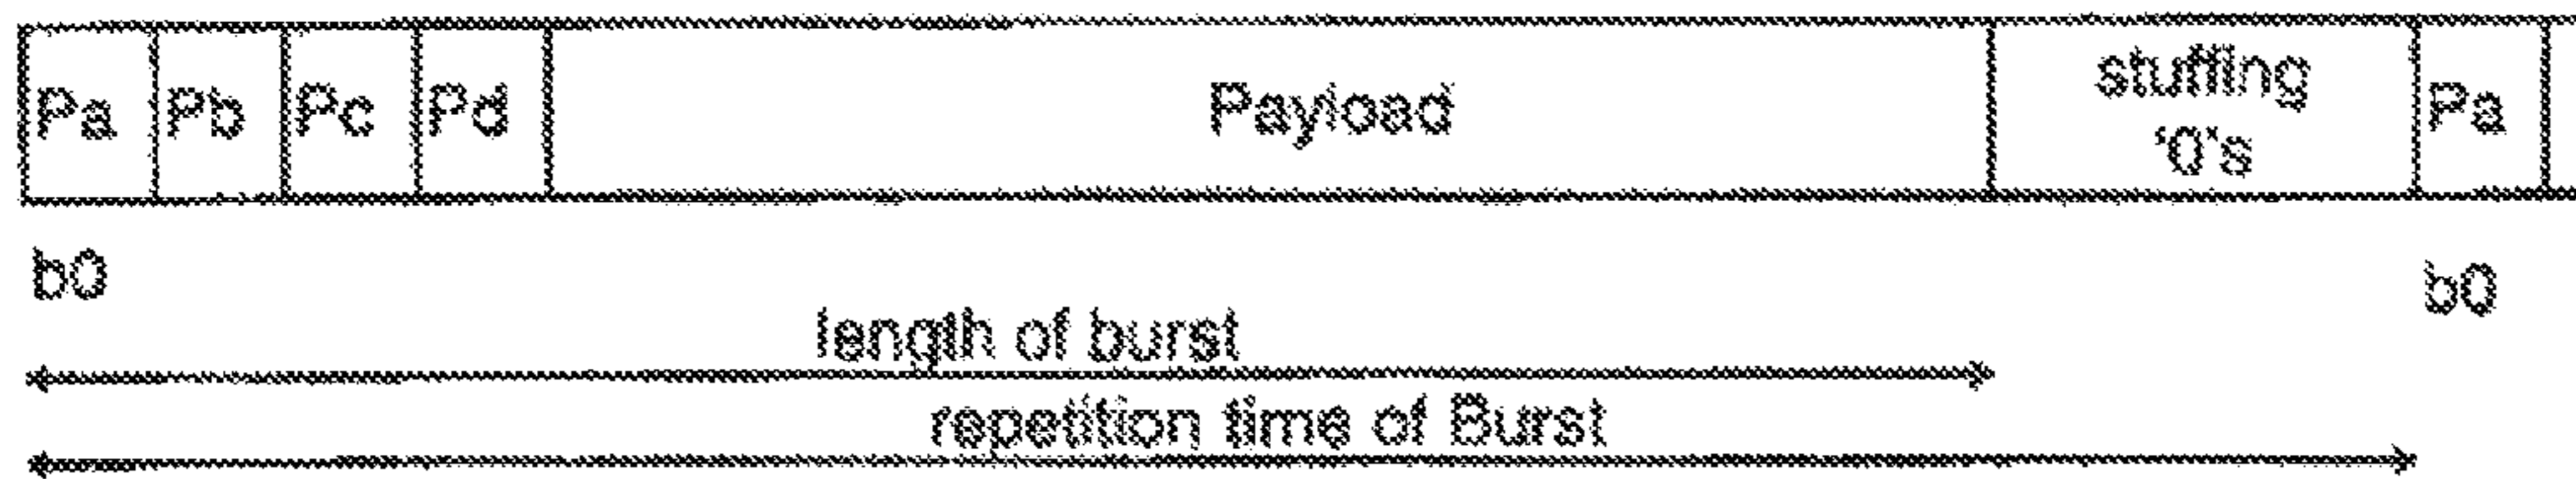 Pa Pb Pc Pd Payload stuffing '0's Pa
b0 b0
length of burst
repetition time of Burst